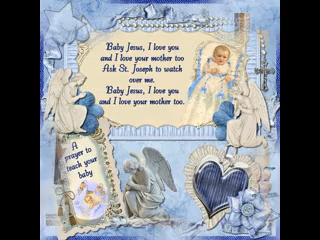 Baby Jesus, I love you
and I love your mother too
Ask St. Joseph to watch
over me.
Baby Jesus, I love you
and I love your mother too.
A
prayer to
teach your
baby